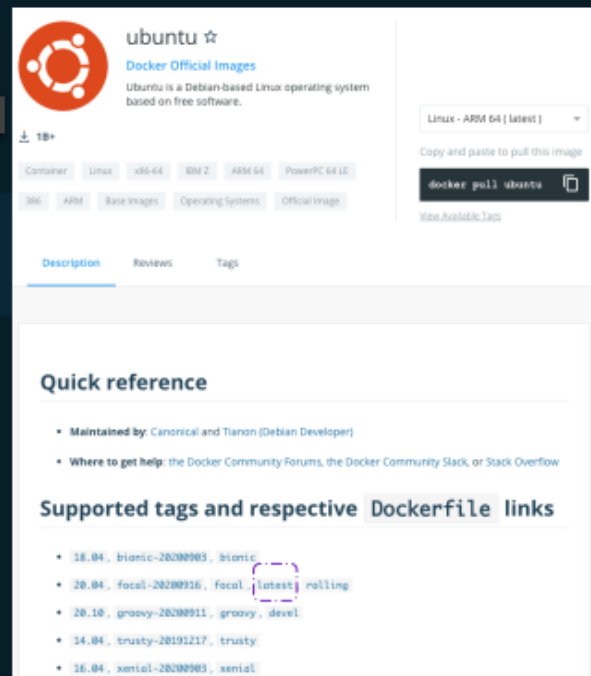 ubuntu
Docker Official Images
Ubuntu is a Debian-based Linux operating system
based on free software.
1B+
Container Linux x86-64 IBM Z ARM 64 PowerPC 64 LE
386 ARM Base Images Operating Systems Official Image
Linux - ARM 64 ( latest )
Copy and paste to pull this image
docker pull ubuntu
View Available Tags
Description Reviews Tags
Quick reference
• Maintained by: Canonical and Tianon (Debian Developer)
• Where to get help: the Docker Community Forums, the Docker Community Slack, or Stack Overflow
Supported tags and respective Dockerfile links
• 18.04, bionic-20200903, bionic
• 20.04, focal-20200916, focal, latest, rolling
• 20.10, groovy-20200911, groovy, devel
• 14.04, trusty-20191217, trusty
• 16.04, xenial-20200903, xenial